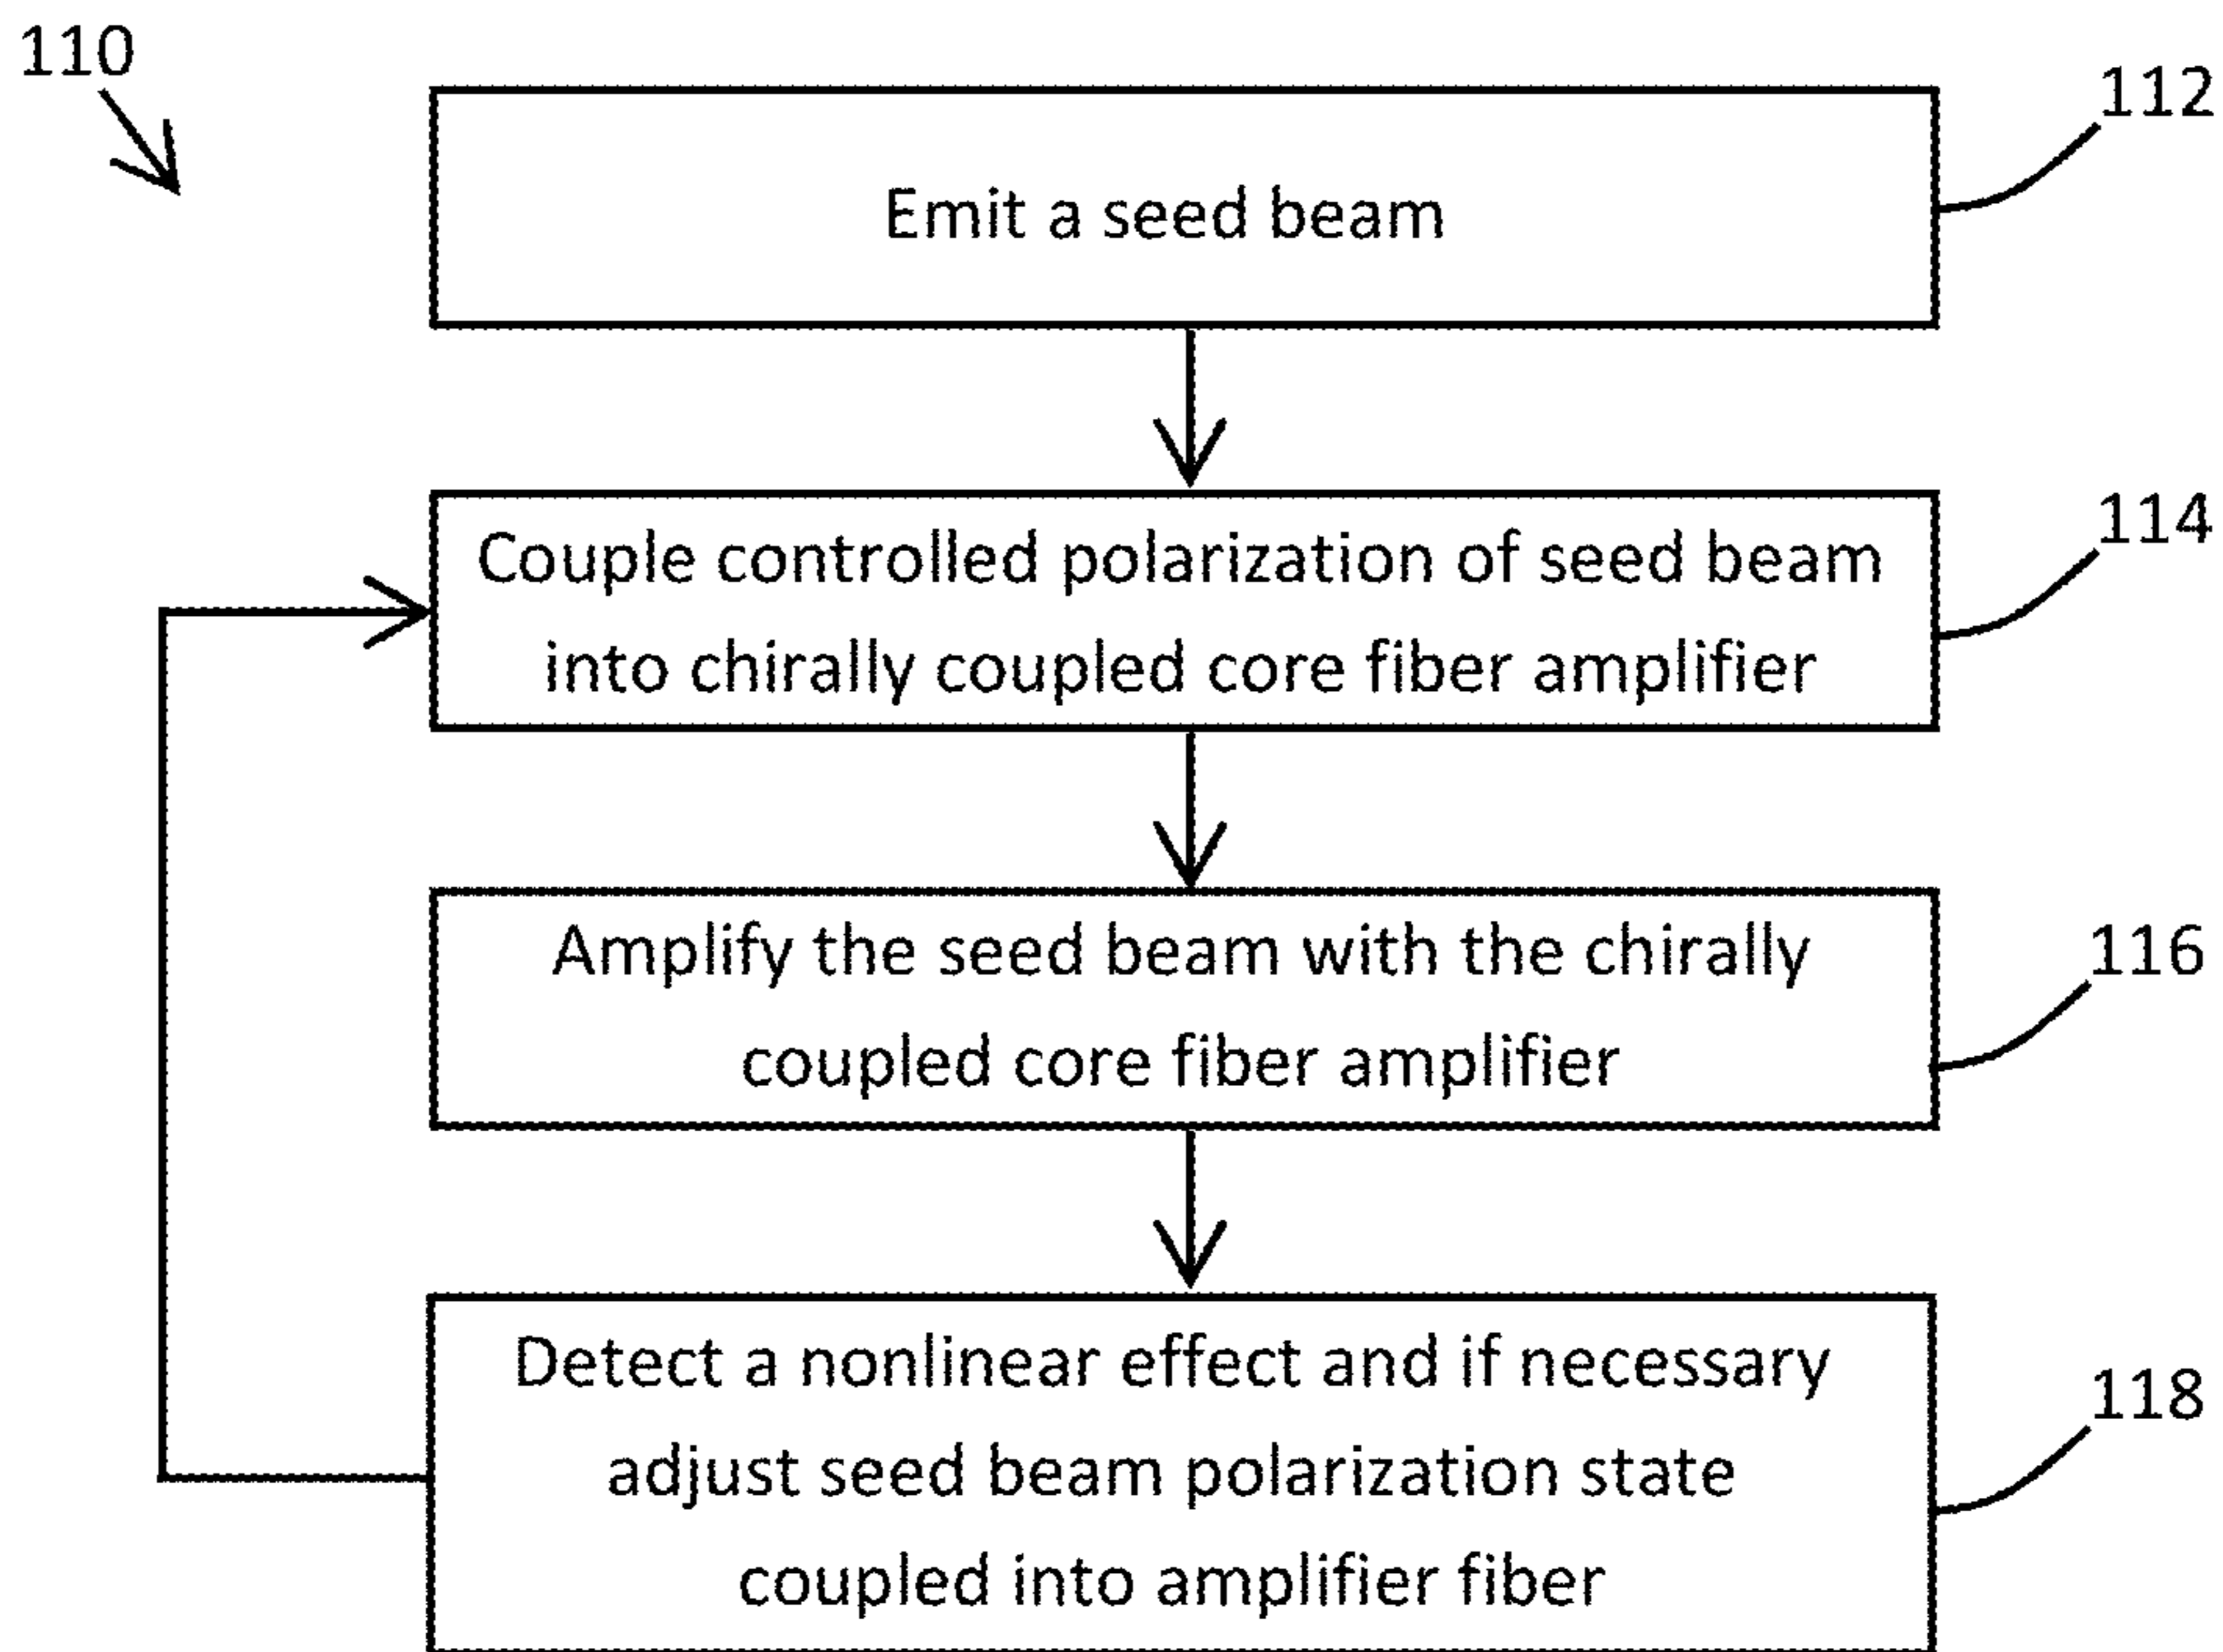 110
112
Emit a seed beam
114
Couple controlled polarization of seed beam
into chirally coupled core fiber amplifier
116
Amplify the seed beam with the chirally
coupled core fiber amplifier
118
Detect a nonlinear effect and if necessary
adjust seed beam polarization state
coupled into amplifier fiber